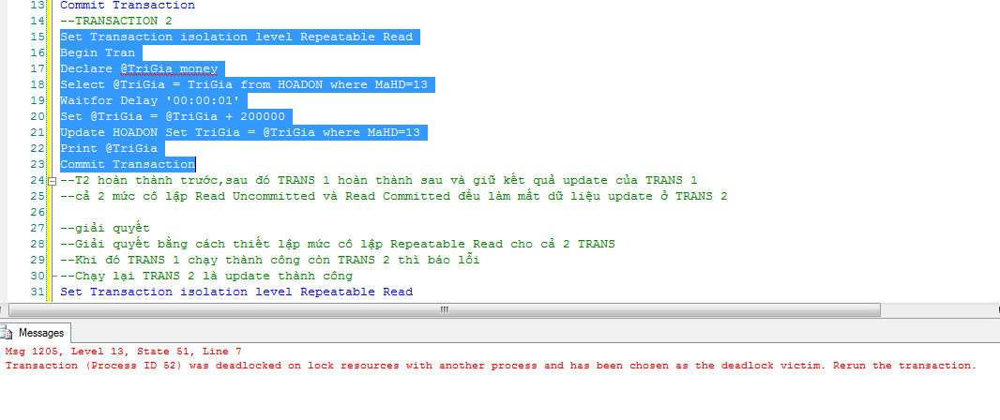 13 Commit Transaction
14 --TRANSACTION 2
15 Set Transaction isolation level Repeatable Read
16 Begin Tran
17 Declare @TriGia money
18 Select @TriGia = TriGia from HOADON where MaHD=13
19 Waitfor Delay '00:00:01'
20 Set @TriGia = @TriGia + 200000
21 Update HOADON Set TriGia = @TriGia where MaHD=13
22 Print @TriGia
23 Commit Transaction
24 --T2 hoàn thành trước,sau đó TRANS 1 hoàn thành sau và giữ kết quả update của TRANS 1
25 --cả 2 mức cô lập Read Uncommitted và Read Committed đều làm mất dữ liệu update ở TRANS 2
26
27 --giải quyết
28 --Giải quyết bằng cách thiết lập mức cô lập Repeatable Read cho cả 2 TRANS
29 --Khi đó TRANS 1 chạy thành công còn TRANS 2 thì báo lỗi
30 --Chạy lại TRANS 2 là update thành công
31 Set Transaction isolation level Repeatable Read
Messages
Msg 1205, Level 13, State 51, Line 7
Transaction (Process ID 52) was deadlocked on lock resources with another process and has been chosen as the deadlock victim. Rerun the transaction.